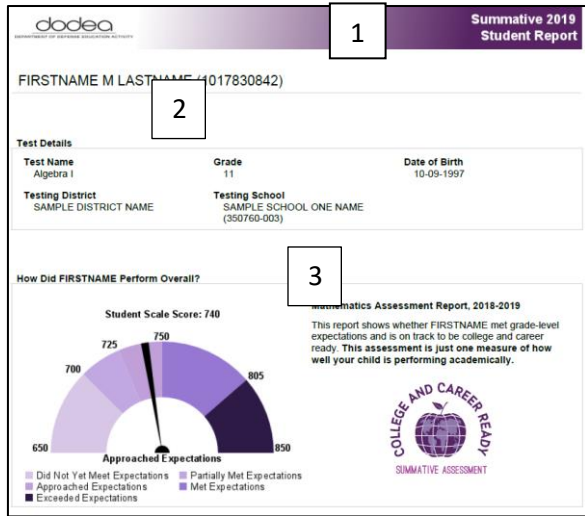 dodea
DEPARTMENT OF DEFENSE EDUCATION ACTIVITY
Summative 2019
Student Report
1
FIRSTNAME M LASTNAME (1017830842)
2
Test Details
Test Name
Algebra I
Grade
11
Date of Birth
10-09-1997
Testing District
SAMPLE DISTRICT NAME
Testing School
SAMPLE SCHOOL ONE NAME
(350760-003)
3
How Did FIRSTNAME Perform Overall?
Student Scale Score: 740
650
700
725
750
805
850
Approached Expectations
Did Not Yet Meet Expectations
Partially Met Expectations
Approached Expectations
Met Expectations
Exceeded Expectations
Mathematics Assessment Report, 2018-2019
This report shows whether FIRSTNAME met grade-level
expectations and is on track to be college and career
ready. This assessment is just one measure of how
well your child is performing academically.
COLLEGE AND CAREER READY
SUMMATIVE ASSESSMENT